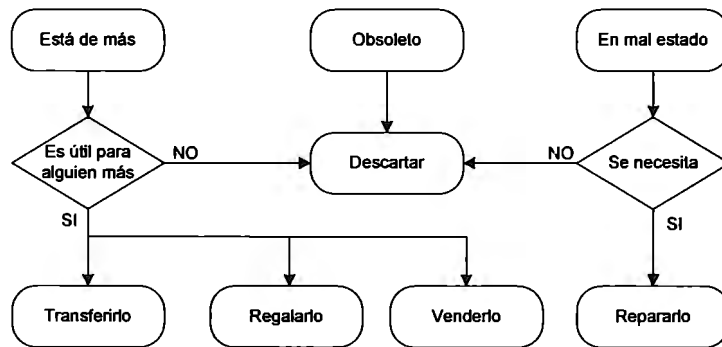 Está de más
Obsoleto
En mal estado
Es útil para
alguien más
NO
Descartar
NO
Se necesita
SI
SI
Transferirlo
Regalarlo
Venderlo
Repararlo